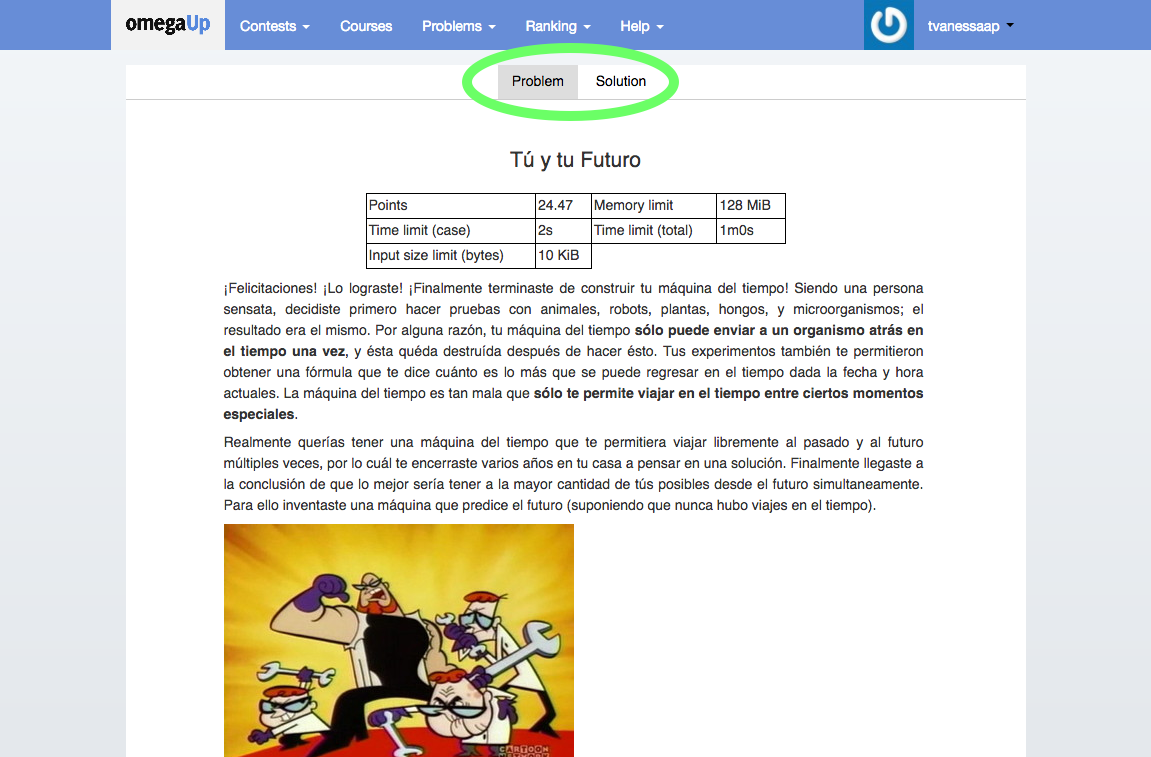 omegaUp Contests Courses Problems Ranking Help tvanessaap
Problem Solution
Tú y tu Futuro
Points 24.47 Memory limit 128 MiB
Time limit (case) 2s Time limit (total) 1m0s
Input size limit (bytes) 10 KiB
¡Felicitaciones! ¡Lo lograste! ¡Finalmente terminaste de construir tu máquina del tiempo! Siendo una persona
sensata, decidiste primero hacer pruebas con animales, robots, plantas, hongos, y microorganismos; el
resultado era el mismo. Por alguna razón, tu máquina del tiempo sólo puede enviar a un organismo atrás en
el tiempo una vez, y ésta quéda destruída después de hacer ésto. Tus experimentos también te permitieron
obtener una fórmula que te dice cuánto es lo más que se puede regresar en el tiempo dada la fecha y hora
actuales. La máquina del tiempo es tan mala que sólo te permite viajar en el tiempo entre ciertos momentos
especiales.
Realmente querías tener una máquina del tiempo que te permitiera viajar libremente al pasado y al futuro
múltiples veces, por lo cuál te encerraste varios años en tu casa a pensar en una solución. Finalmente llegaste a
la conclusión de que lo mejor sería tener a la mayor cantidad de tús posibles desde el futuro simultaneamente.
Para ello inventaste una máquina que predice el futuro (suponiendo que nunca hubo viajes en el tiempo).
CARTOON
NETWORK